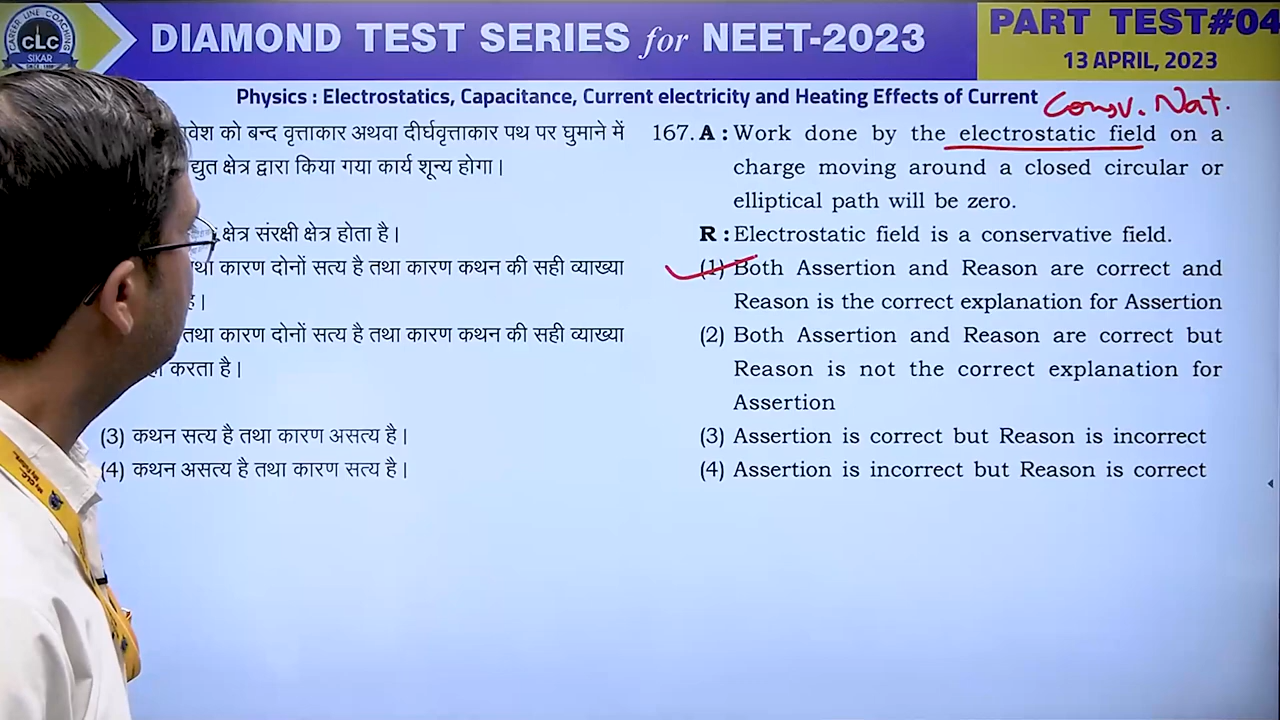 CAREER LINE COACHING
CLC
SIKAR
DIAMOND TEST SERIES for NEET-2023
PART TEST#04
13 APRIL, 2023
Physics : Electrostatics, Capacitance, Current electricity and Heating Effects of Current
Consv. Nat.
को बन्द वृत्ताकार अथवा दीर्घवृत्ताकार पथ पर घुमाने में
क्षेत्र द्वारा किया गया कार्य शून्य होगा।
क्षेत्र संरक्षी क्षेत्र होता है।
कारण दोनों सत्य है तथा कारण कथन की सही व्याख्या
है।
तथा कारण दोनों सत्य है तथा कारण कथन की सही व्याख्या
करता है।
(3) कथन सत्य है तथा कारण असत्य है।
(4) कथन असत्य है तथा कारण सत्य है।
167. A : Work done by the electrostatic field on a
charge moving around a closed circular or
elliptical path will be zero.
R : Electrostatic field is a conservative field.
(1) Both Assertion and Reason are correct and
Reason is the correct explanation for Assertion
(2) Both Assertion and Reason are correct but
Reason is not the correct explanation for
Assertion
(3) Assertion is correct but Reason is incorrect
(4) Assertion is incorrect but Reason is correct